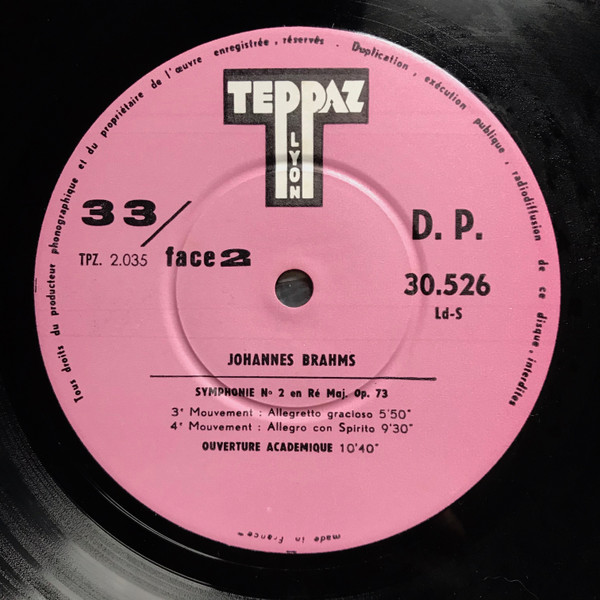 Tous droits du producteur phonographique et du propriétaire de l'œuvre enregistrée, réservés. Duplication, exécution publique, radiodiffusion de ce disque, interdites
TEPPAZ
LYON
33/
D. P.
TPZ. 2.035
face 2
30.526
Ld-S
JOHANNES BRAHMS
SYMPHONIE No 2 en Ré Maj. Op. 73
3e Mouvement : Allegretto gracioso 5'50"
4e Mouvement : Allegro con Spirito 9'30"
OUVERTURE ACADEMIQUE 10'40"
made in France